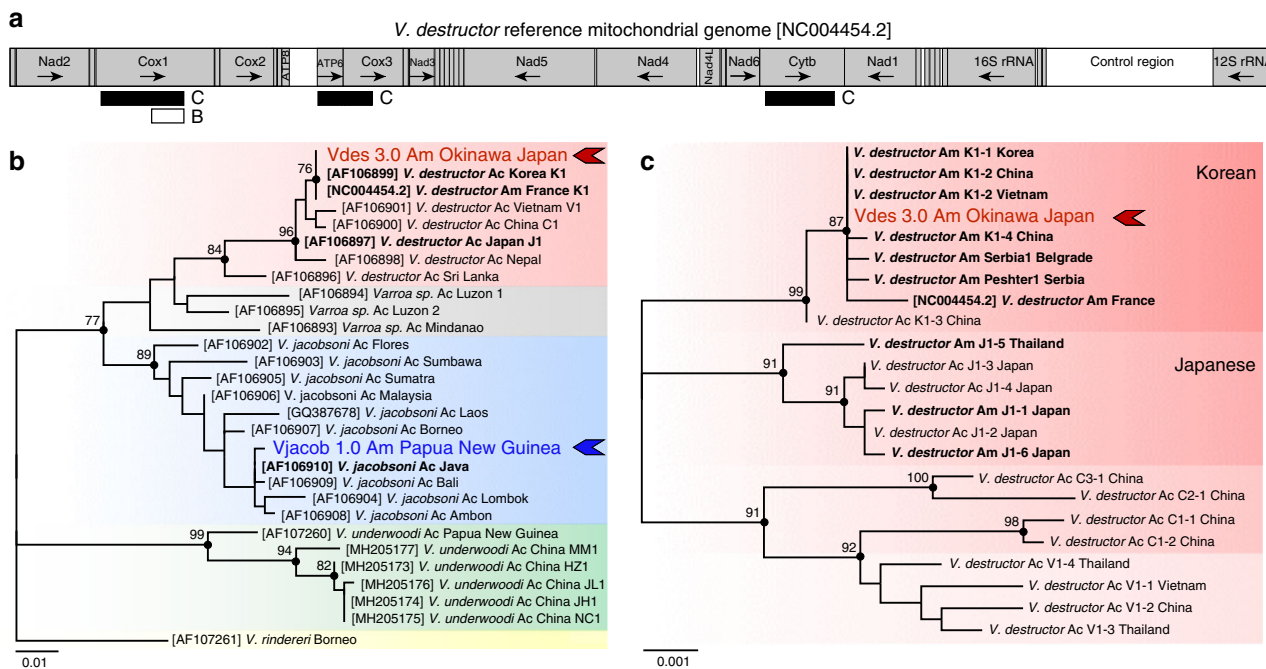 a
V. destructor reference mitochondrial genome [NC004454.2]
Nad2 Cox1 Cox2 ATP8 ATP6 Cox3 Nad3 Nad5 Nad4 Nad4L Nad6 Cytb Nad1 16S rRNA Control region 12S rRNA
C C C
B
b
Vdes 3.0 Am Okinawa Japan
76
[AF106899] V. destructor Ac Korea K1
[NC004454.2] V. destructor Am France K1
[AF106901] V. destructor Ac Vietnam V1
[AF106900] V. destructor Ac China C1
96
[AF106897] V. destructor Ac Japan J1
84
[AF106898] V. destructor Ac Nepal
[AF106896] V. destructor Ac Sri Lanka
[AF106894] Varroa sp. Ac Luzon 1
[AF106895] Varroa sp. Ac Luzon 2
77
[AF106893] Varroa sp. Ac Mindanao
[AF106902] V. jacobsoni Ac Flores
89
[AF106903] V. jacobsoni Ac Sumbawa
[AF106905] V. jacobsoni Ac Sumatra
[AF106906] V. jacobsoni Ac Malaysia
[GQ387678] V. jacobsoni Ac Laos
[AF106907] V. jacobsoni Ac Borneo
Vjacob 1.0 Am Papua New Guinea
[AF106910] V. jacobsoni Ac Java
[AF106909] V. jacobsoni Ac Bali
[AF106904] V. jacobsoni Ac Lombok
[AF106908] V. jacobsoni Ac Ambon
[AF107260] V. underwoodi Ac Papua New Guinea
99
[MH205177] V. underwoodi Ac China MM1
94
[MH205173] V. underwoodi Ac China HZ1
82
[MH205176] V. underwoodi Ac China JL1
[MH205174] V. underwoodi Ac China JH1
[MH205175] V. underwoodi Ac China NC1
[AF107261] V. rindereri Borneo
0.01
c
V. destructor Am K1-1 Korea
Korean
V. destructor Am K1-2 China
V. destructor Am K1-2 Vietnam
Vdes 3.0 Am Okinawa Japan
87
V. destructor Am K1-4 China
V. destructor Am Serbia1 Belgrade
V. destructor Am Peshter1 Serbia
99
[NC004454.2] V. destructor Am France
V. destructor Ac K1-3 China
V. destructor Am J1-5 Thailand
Japanese
91
V. destructor Ac J1-3 Japan
V. destructor Ac J1-4 Japan
91
V. destructor Am J1-1 Japan
V. destructor Ac J1-2 Japan
V. destructor Am J1-6 Japan
V. destructor Ac C3-1 China
100
V. destructor Ac C2-1 China
91
V. destructor Ac C1-1 China
98
V. destructor Ac C1-2 China
92
V. destructor Ac V1-4 Thailand
V. destructor Ac V1-1 Vietnam
V. destructor Ac V1-2 China
V. destructor Ac V1-3 Thailand
0.001